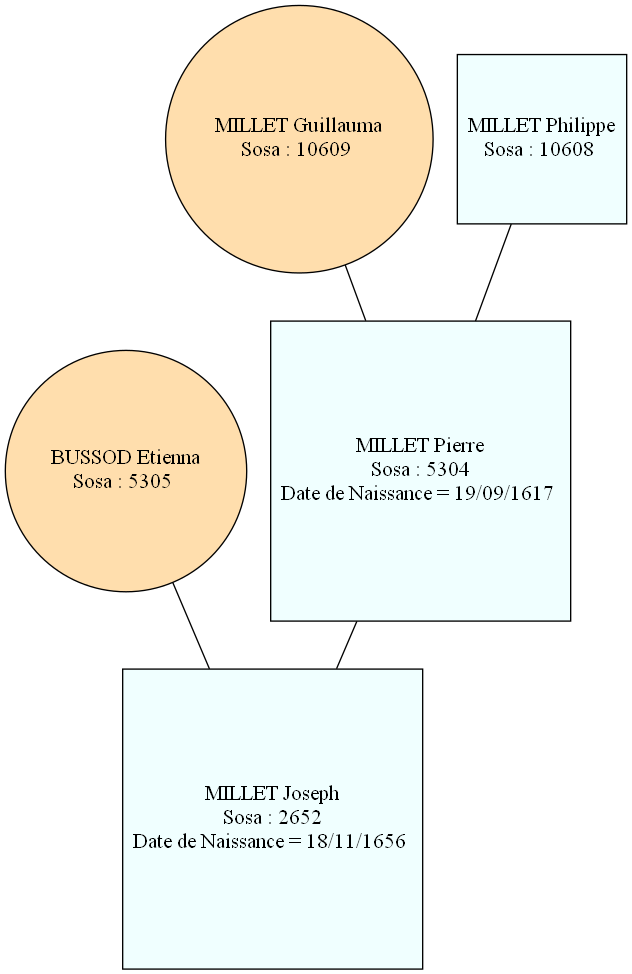 MILLET Guillauma
Sosa : 10609
MILLET Philippe
Sosa : 10608
MILLET Pierre
Sosa : 5304
Date de Naissance = 19/09/1617
BUSSOD Etienna
Sosa : 5305
MILLET Joseph
Sosa : 2652
Date de Naissance = 18/11/1656